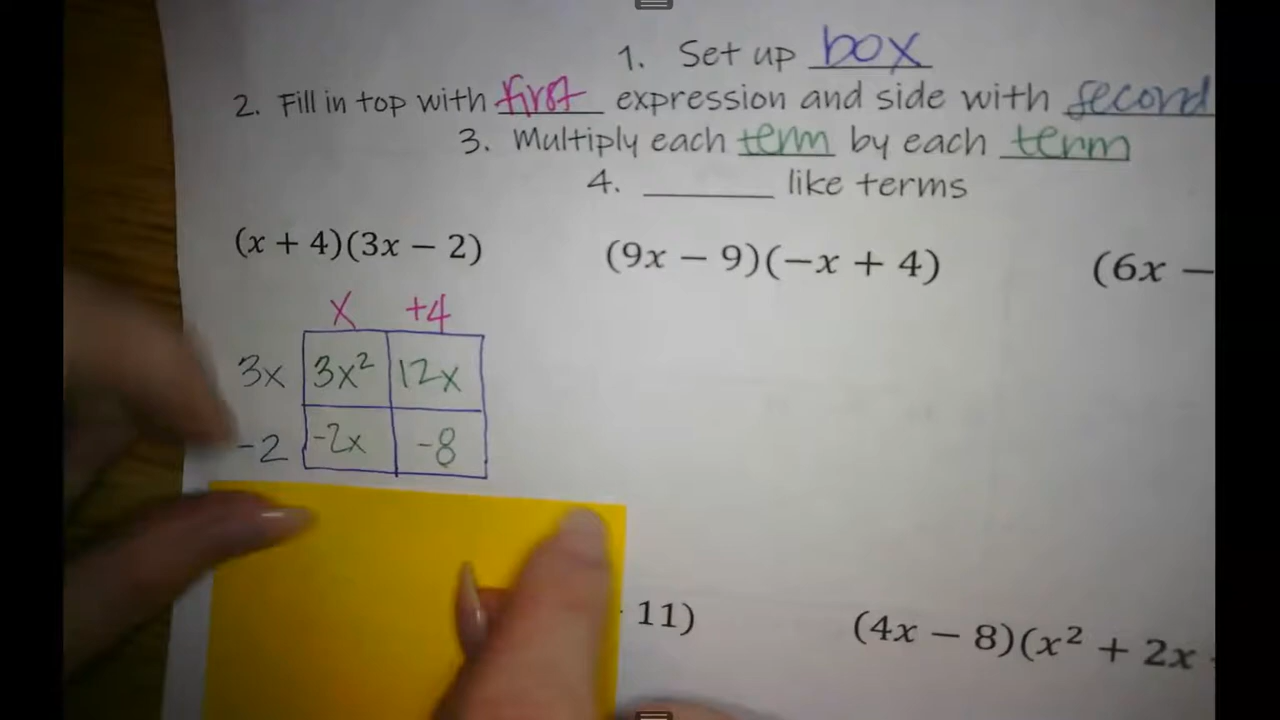 1. Set up box
2. Fill in top with first expression and side with second
3. Multiply each term by each term
4. ________ like terms
(x + 4)(3x − 2)
(9x − 9)(−x + 4)
(6x −
x +4
3x 3x² 12x
-2 -2x -8
11)
(4x − 8)(x² + 2x